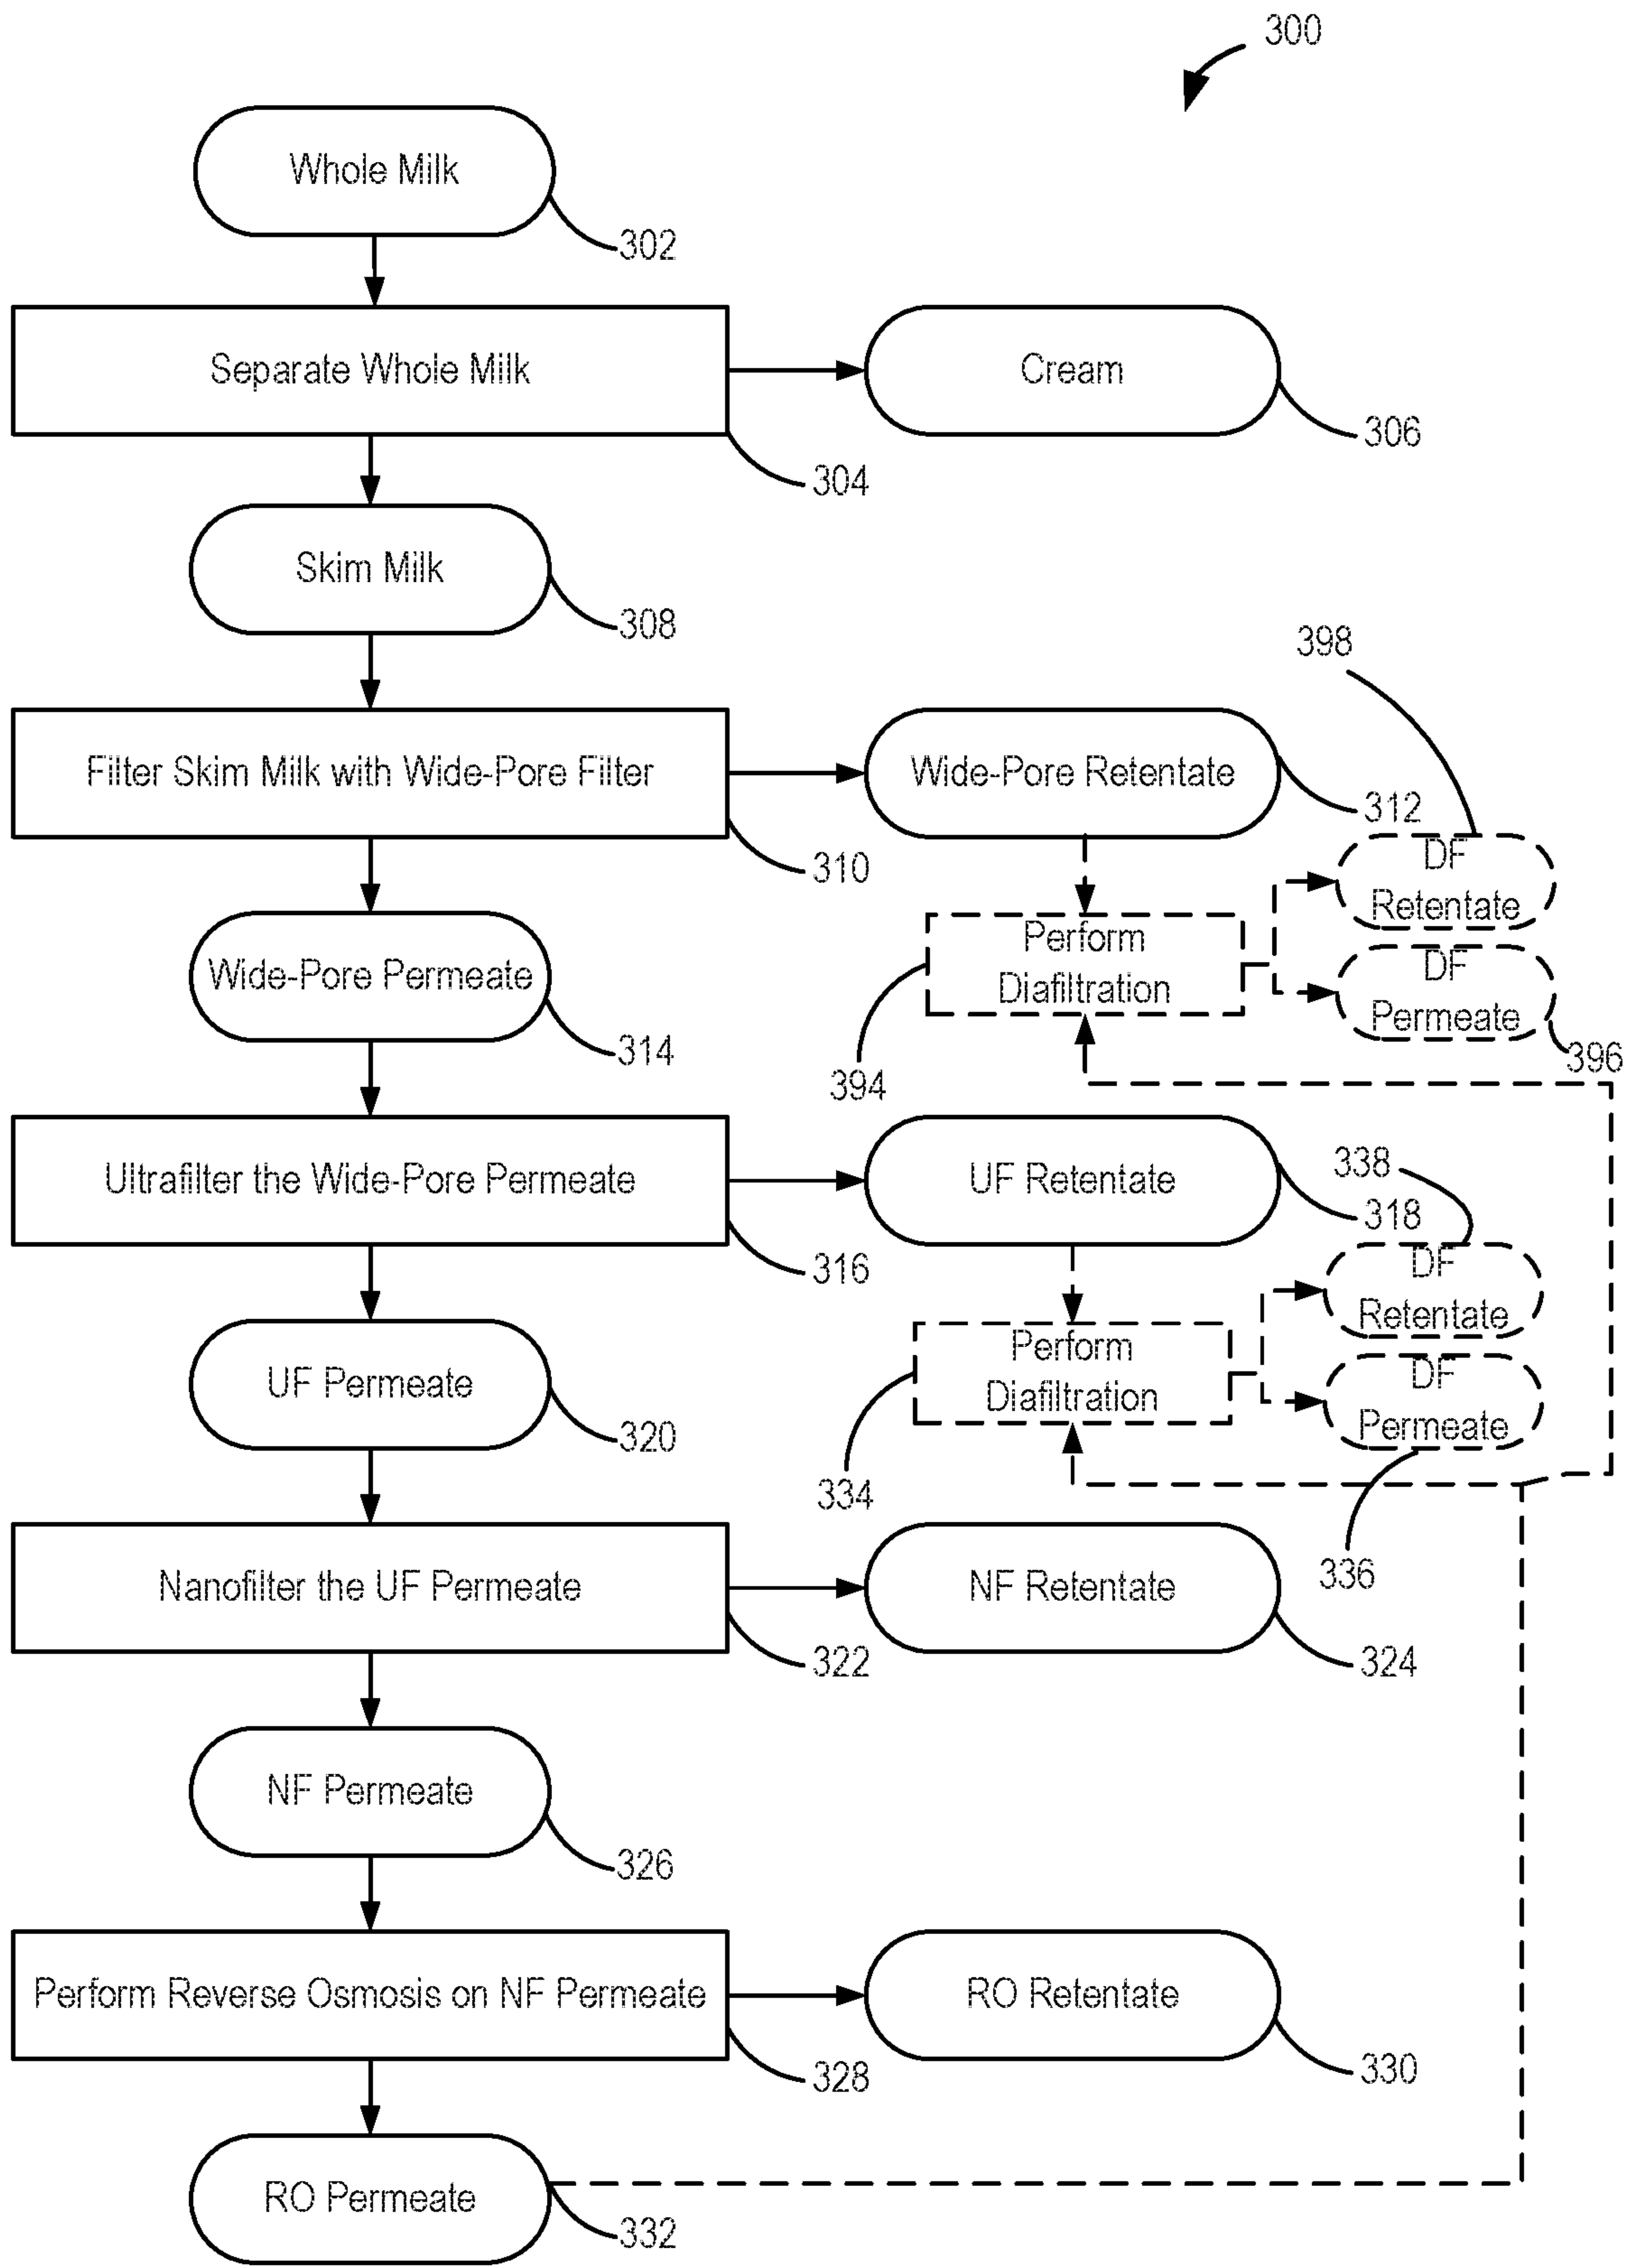 300
Whole Milk
302
Separate Whole Milk
Cream
306
304
Skim Milk
308
398
Filter Skim Milk with Wide-Pore Filter
Wide-Pore Retentate
312
310
DF
Retentate
Perform
Diafiltration
DF
Permeate
396
394
Wide-Pore Permeate
314
Ultrafilter the Wide-Pore Permeate
UF Retentate
338
318
316
DF
Retentate
Perform
Diafiltration
DF
Permeate
334
336
UF Permeate
320
Nanofilter the UF Permeate
NF Retentate
324
322
NF Permeate
326
Perform Reverse Osmosis on NF Permeate
RO Retentate
330
328
RO Permeate
332